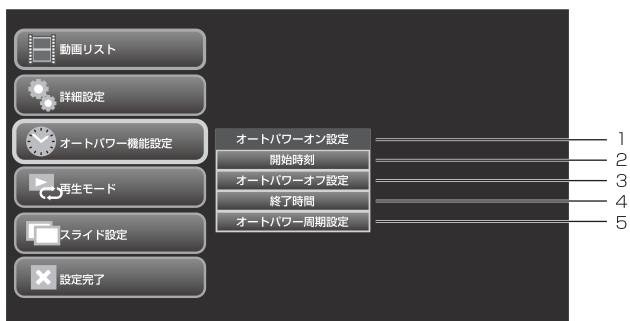 動画リスト
詳細設定
オートパワー機能設定
再生モード
スライド設定
設定完了
オートパワーオン設定
開始時刻
オートパワーオフ設定
終了時間
オートパワー周期設定
1
2
3
4
5